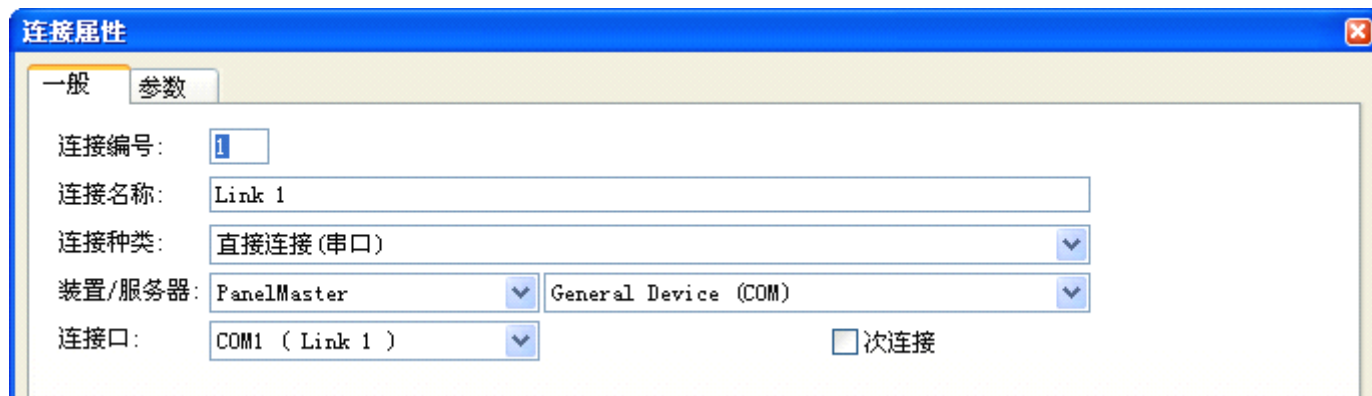 连接属性
一般 参数
连接编号: 1
连接名称: Link 1
连接种类: 直接连接(串口)
装置/服务器: PanelMaster General Device (COM)
连接口: COM1 ( Link 1 ) 次连接